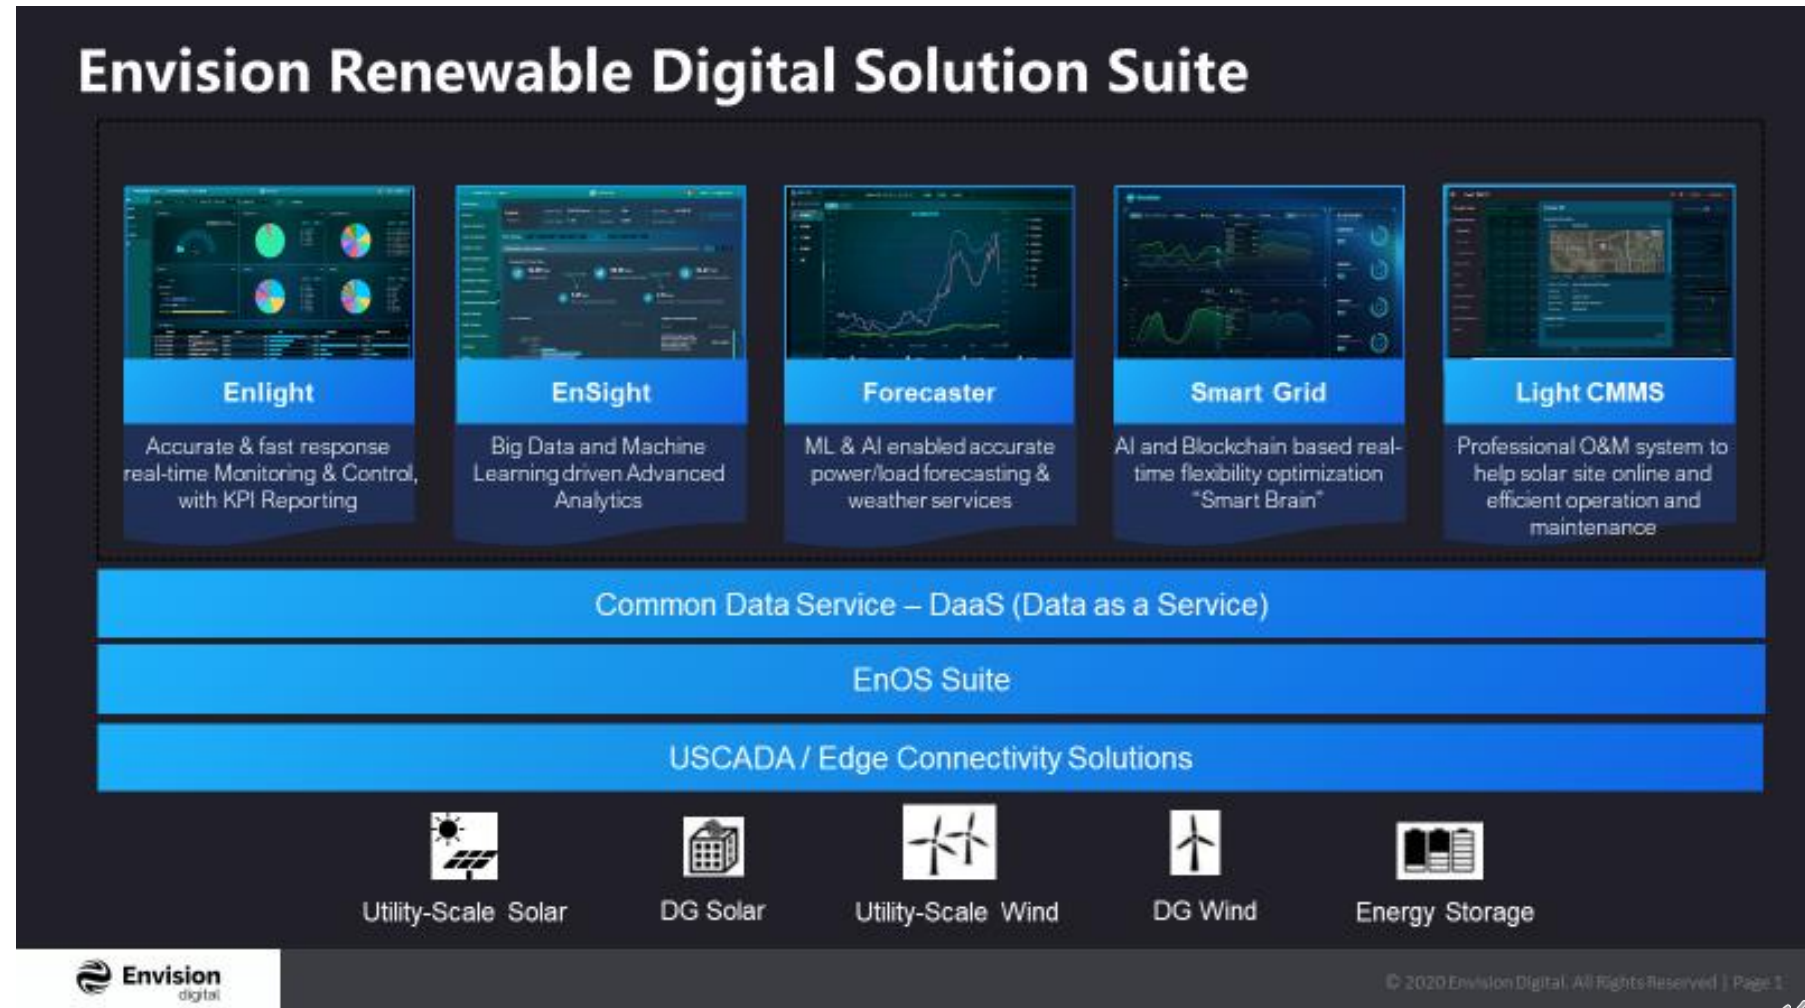 Envision Renewable Digital Solution Suite
Enlight
Accurate & fast response
real-time Monitoring & Control,
with KPI Reporting
EnSight
Big Data and Machine
Learning driven Advanced
Analytics
Forecaster
ML & AI enabled accurate
power/load forecasting &
weather services
Smart Grid
AI and Blockchain based real-
time flexibility optimization
“Smart Brain”
Light CMMS
Professional O&M system to
help solar site online and
efficient operation and
maintenance
Common Data Service – DaaS (Data as a Service)
EnOS Suite
USCADA / Edge Connectivity Solutions
Utility-Scale Solar
DG Solar
Utility-Scale Wind
DG Wind
Energy Storage
Envision
digital
© 2020 Envision Digital. All Rights Reserved | Page 1